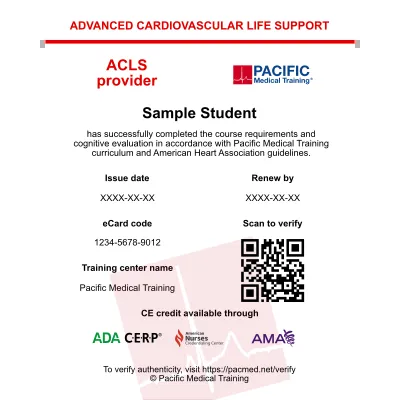 ADVANCED CARDIOVASCULAR LIFE SUPPORT
ACLS
provider
PACIFIC
Medical Training®
Sample Student
has successfully completed the course requirements and
cognitive evaluation in accordance with Pacific Medical Training
curriculum and American Heart Association guidelines.
Issue date
Renew by
XXXX-XX-XX
XXXX-XX-XX
eCard code
Scan to verify
1234-5678-9012
Training center name
Pacific Medical Training
CE credit available through
ADA C·E·R·P®
American
Nurses
Credentialing Center
AMA
To verify authenticity, visit https://pacmed.net/verify
© Pacific Medical Training